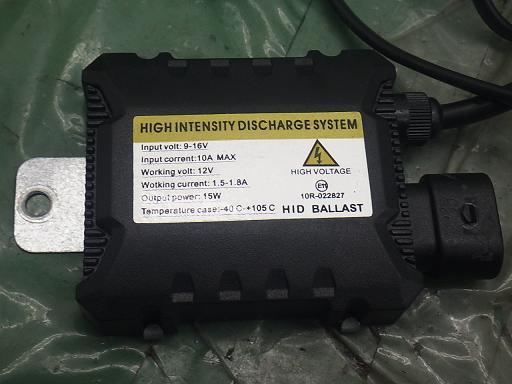 HIGH INTENSITY DISCHARGE SYSTEM
Input volt: 9-16V
Input current:10A MAX
Working volt: 12V
Wotking current: 1.5-1.8A
Output power: 15W
Temperature case:-40 C-+105 C
HIGH VOLTAGE
E11
10R-022827
HID BALLAST